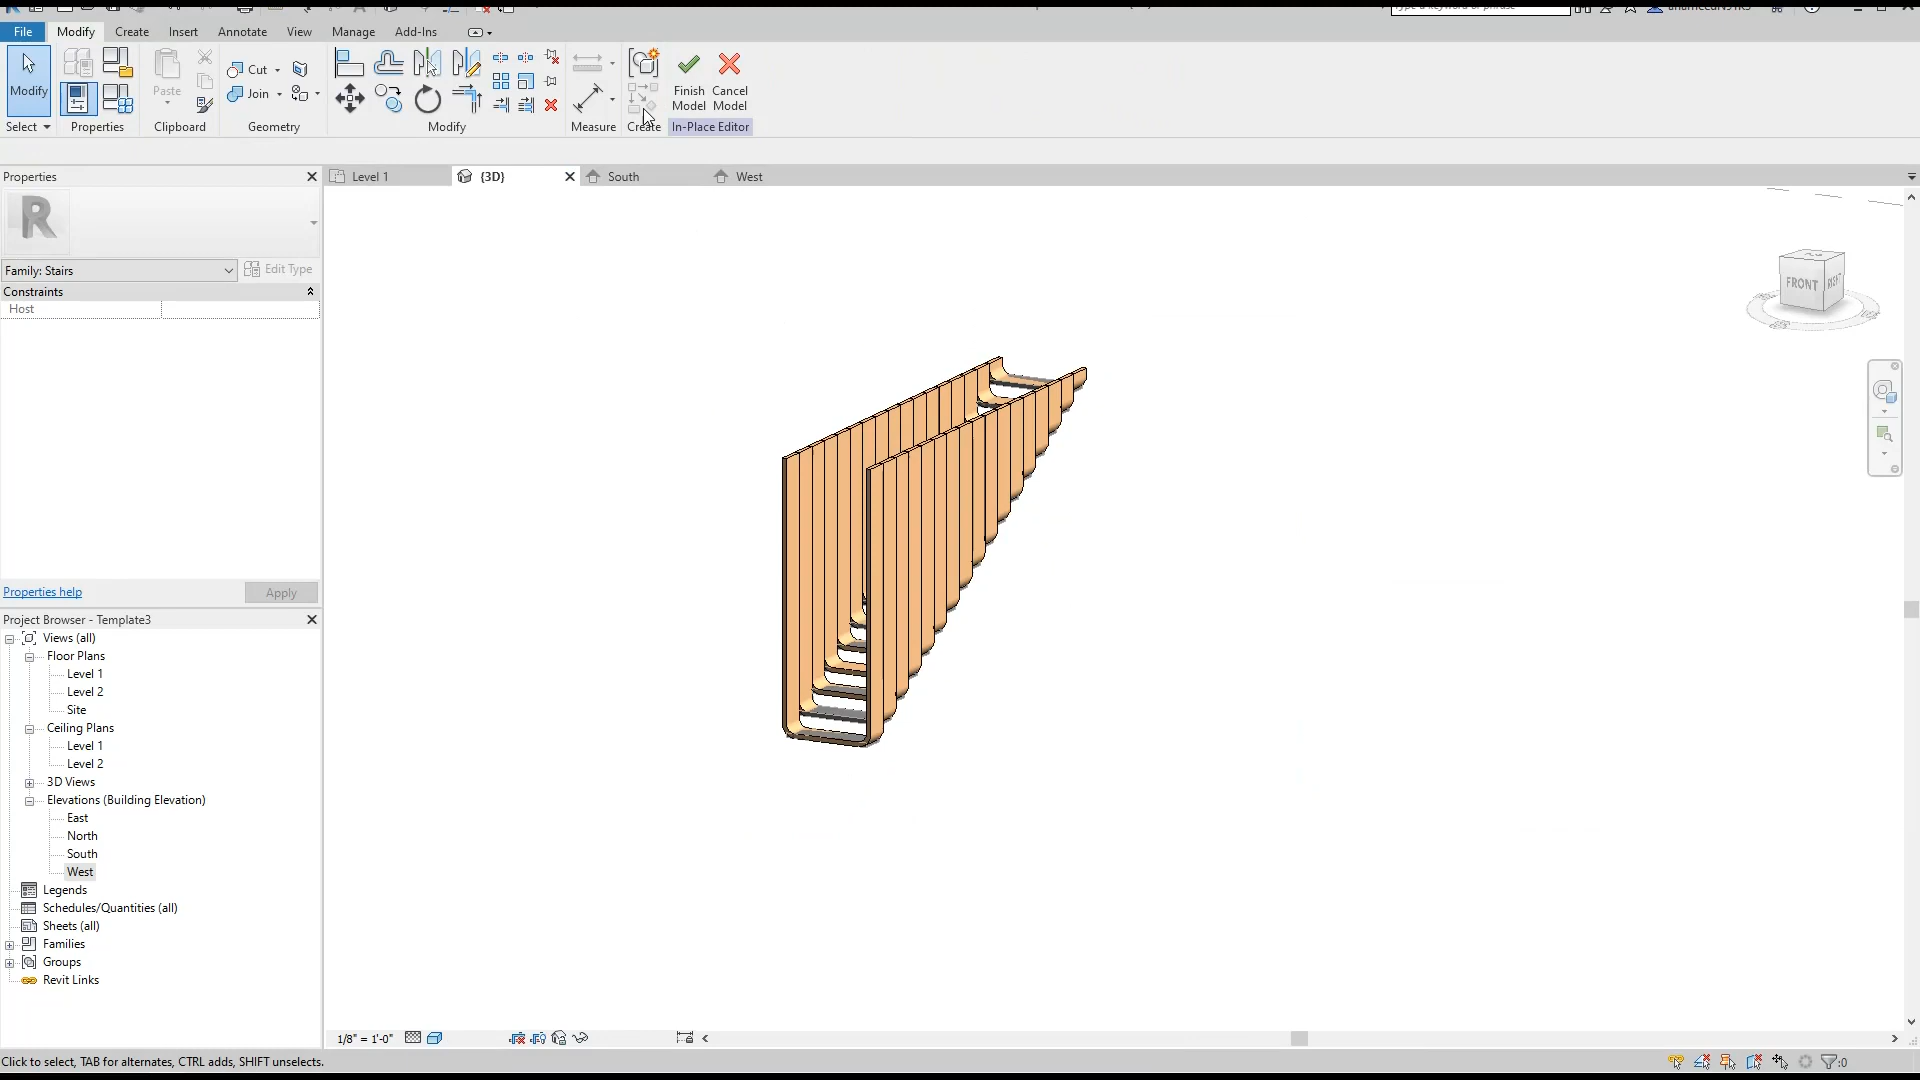 File
Modify
Create
Insert
Annotate
View
Manage
Add-Ins
Modify
Select
Properties
Paste
Clipboard
Cut
Join
Geometry
Modify
Measure
Create
Finish
Model
Cancel
Model
In-Place Editor
Properties
Level 1
{3D}
South
West
R
Family: Stairs
Edit Type
Constraints
Host
Properties help
Apply
FRONT
RIGHT
Project Browser - Template3
Views (all)
Floor Plans
Level 1
Level 2
Site
Ceiling Plans
Level 1
Level 2
3D Views
Elevations (Building Elevation)
East
North
South
West
Legends
Schedules/Quantities (all)
Sheets (all)
Families
Groups
Revit Links
1/8" = 1'-0"
Click to select, TAB for alternates, CTRL adds, SHIFT unselects.
:0